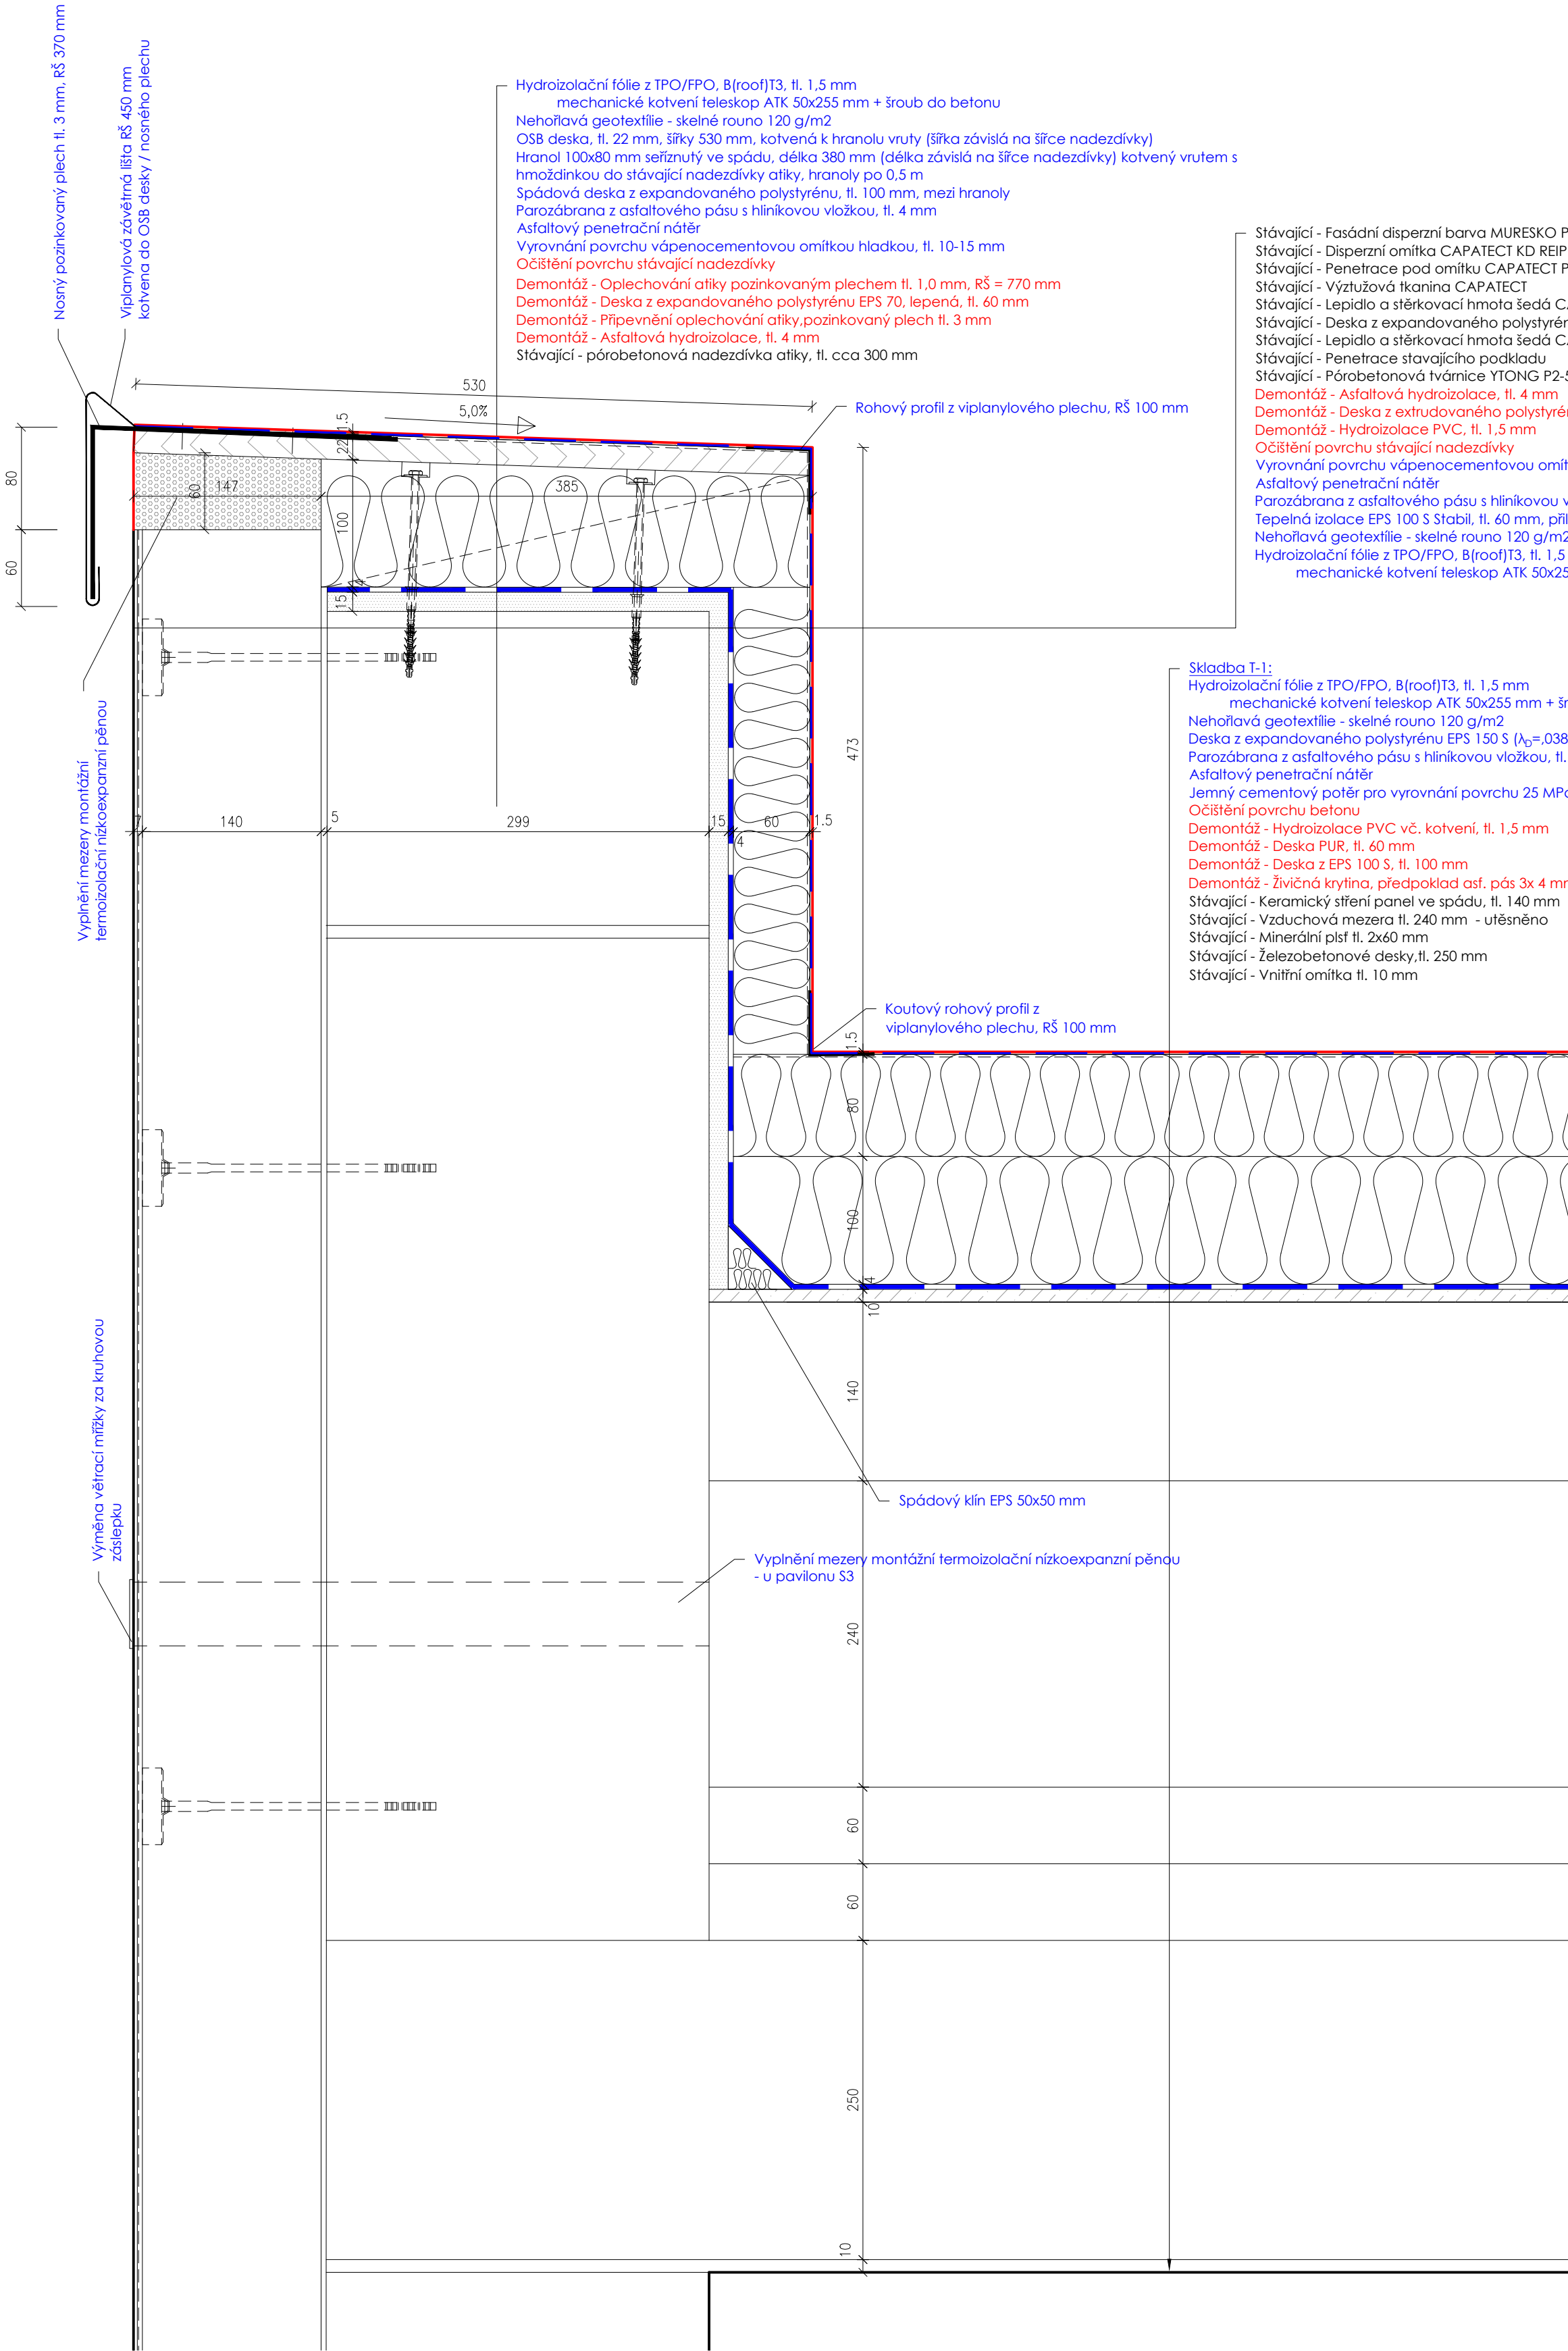 Nosný pozinkovaný plech tl. 3 mm, RŠ 370 mm
Viplanylová závětrná lišta RŠ 450 mm
kotvena do OSB desky / nosného plechu
Hydroizolační fólie z TPO/FPO, B(roof)T3, tl. 1,5 mm
mechanické kotvení teleskop ATK 50x255 mm + šroub do betonu
Nehořlavá geotextílie - skelné rouno 120 g/m2
OSB deska, tl. 22 mm, šířky 530 mm, kotvená k hranolu vruty (šířka závislá na šířce nadezdívky)
Hranol 100x80 mm seříznutý ve spádu, délka 380 mm (délka závislá na šířce nadezdívky) kotvený vrutem s
hmoždinkou do stávající nadezdívky atiky, hranoly po 0,5 m
Spádová deska z expandovaného polystyrénu, tl. 100 mm, mezi hranoly
Parozábrana z asfaltového pásu s hliníkovou vložkou, tl. 4 mm
Asfaltový penetrační nátěr
Vyrovnání povrchu vápenocementovou omítkou hladkou, tl. 10-15 mm
Očištění povrchu stávající nadezdívky
Demontáž - Oplechování atiky pozinkovaným plechem tl. 1,0 mm, RŠ = 770 mm
Demontáž - Deska z expandovaného polystyrénu EPS 70, lepená, tl. 60 mm
Demontáž - Připevnění oplechování atiky,pozinkovaný plech tl. 3 mm
Demontáž - Asfaltová hydroizolace, tl. 4 mm
Stávající - pórobetonová nadezdívka atiky, tl. cca 300 mm
Stávající - Fasádní disperzní barva MURESKO P
Stávající - Disperzní omítka CAPATECT KD REIP
Stávající - Penetrace pod omítku CAPATECT P
Stávající - Výztužová tkanina CAPATECT
Stávající - Lepidlo a stěrkovací hmota šedá
Stávající - Deska z expandovaného
Stávající - Lepidlo a stěrkovací hmota šedá
Stávající - Penetrace stavajícího podkladu
Stávající - Pórobetonová tvárnice YTONG P2-5
Demontáž - Asfaltová hydroizolace, tl. 4 mm
Demontáž - Deska z extrudovaného
Demontáž - Hydroizolace PVC, tl. 1,5 mm
Očištění povrchu stávající nadezdívky
Vyrovnání povrchu vápenocementovou
Asfaltový penetrační nátěr
Parozábrana z asfaltového pásu s hliníkovou
Tepelná izolace EPS 100 S Stabil, tl. 60 mm,
Nehořlavá geotextílie - skelné rouno 120 g/m2
Hydroizolační fólie z TPO/FPO, B(roof)T3, tl. 1,5
mechanické kotvení teleskop ATK
530
5,0%
Rohový profil z viplanylového plechu, RŠ 100 mm
80
60
1.5
22
147
60
385
100
4
15
Vyplnění mezery montážní
termoizolační nízkoexpanzní pěnou
473
7
140
5
299
15
4
60
1.5
Skladba T-1:
Hydroizolační fólie z TPO/FPO, B(roof)T3, tl. 1,5 mm
mechanické kotvení teleskop ATK 50x255 mm +
Nehořlavá geotextílie - skelné rouno 120 g/m2
Deska z expandovaného polystyrénu EPS 150 S (λD=,038
Parozábrana z asfaltového pásu s hliníkovou vložkou, tl.
Asfaltový penetrační nátěr
Jemný cementový potěr pro vyrovnání povrchu 25
Očištění povrchu betonu
Demontáž - Hydroizolace PVC vč. kotvení, tl. 1,5 mm
Demontáž - Deska PUR, tl. 60 mm
Demontáž - Deska z EPS 100 S, tl. 100 mm
Demontáž - Živičná krytina, předpoklad asf. pás 3x 4
Stávající - Keramický stření panel ve spádu, tl. 140 mm
Stávající - Vzduchová mezera tl. 240 mm - utěsněno
Stávající - Minerální plsť tl. 2x60 mm
Stávající - Železobetonové desky,tl. 250 mm
Stávající - Vnitřní omítka tl. 10 mm
Koutový rohový profil z
viplanylového plechu, RŠ 100 mm
1.5
80
100
4
10
140
Výměna větrací mřížky za kruhovou
záslepku
Spádový klín EPS 50x50 mm
Vyplnění mezery montážní termoizolační nízkoexpanzní pěnou
- u pavilonu S3
240
60
60
250
10